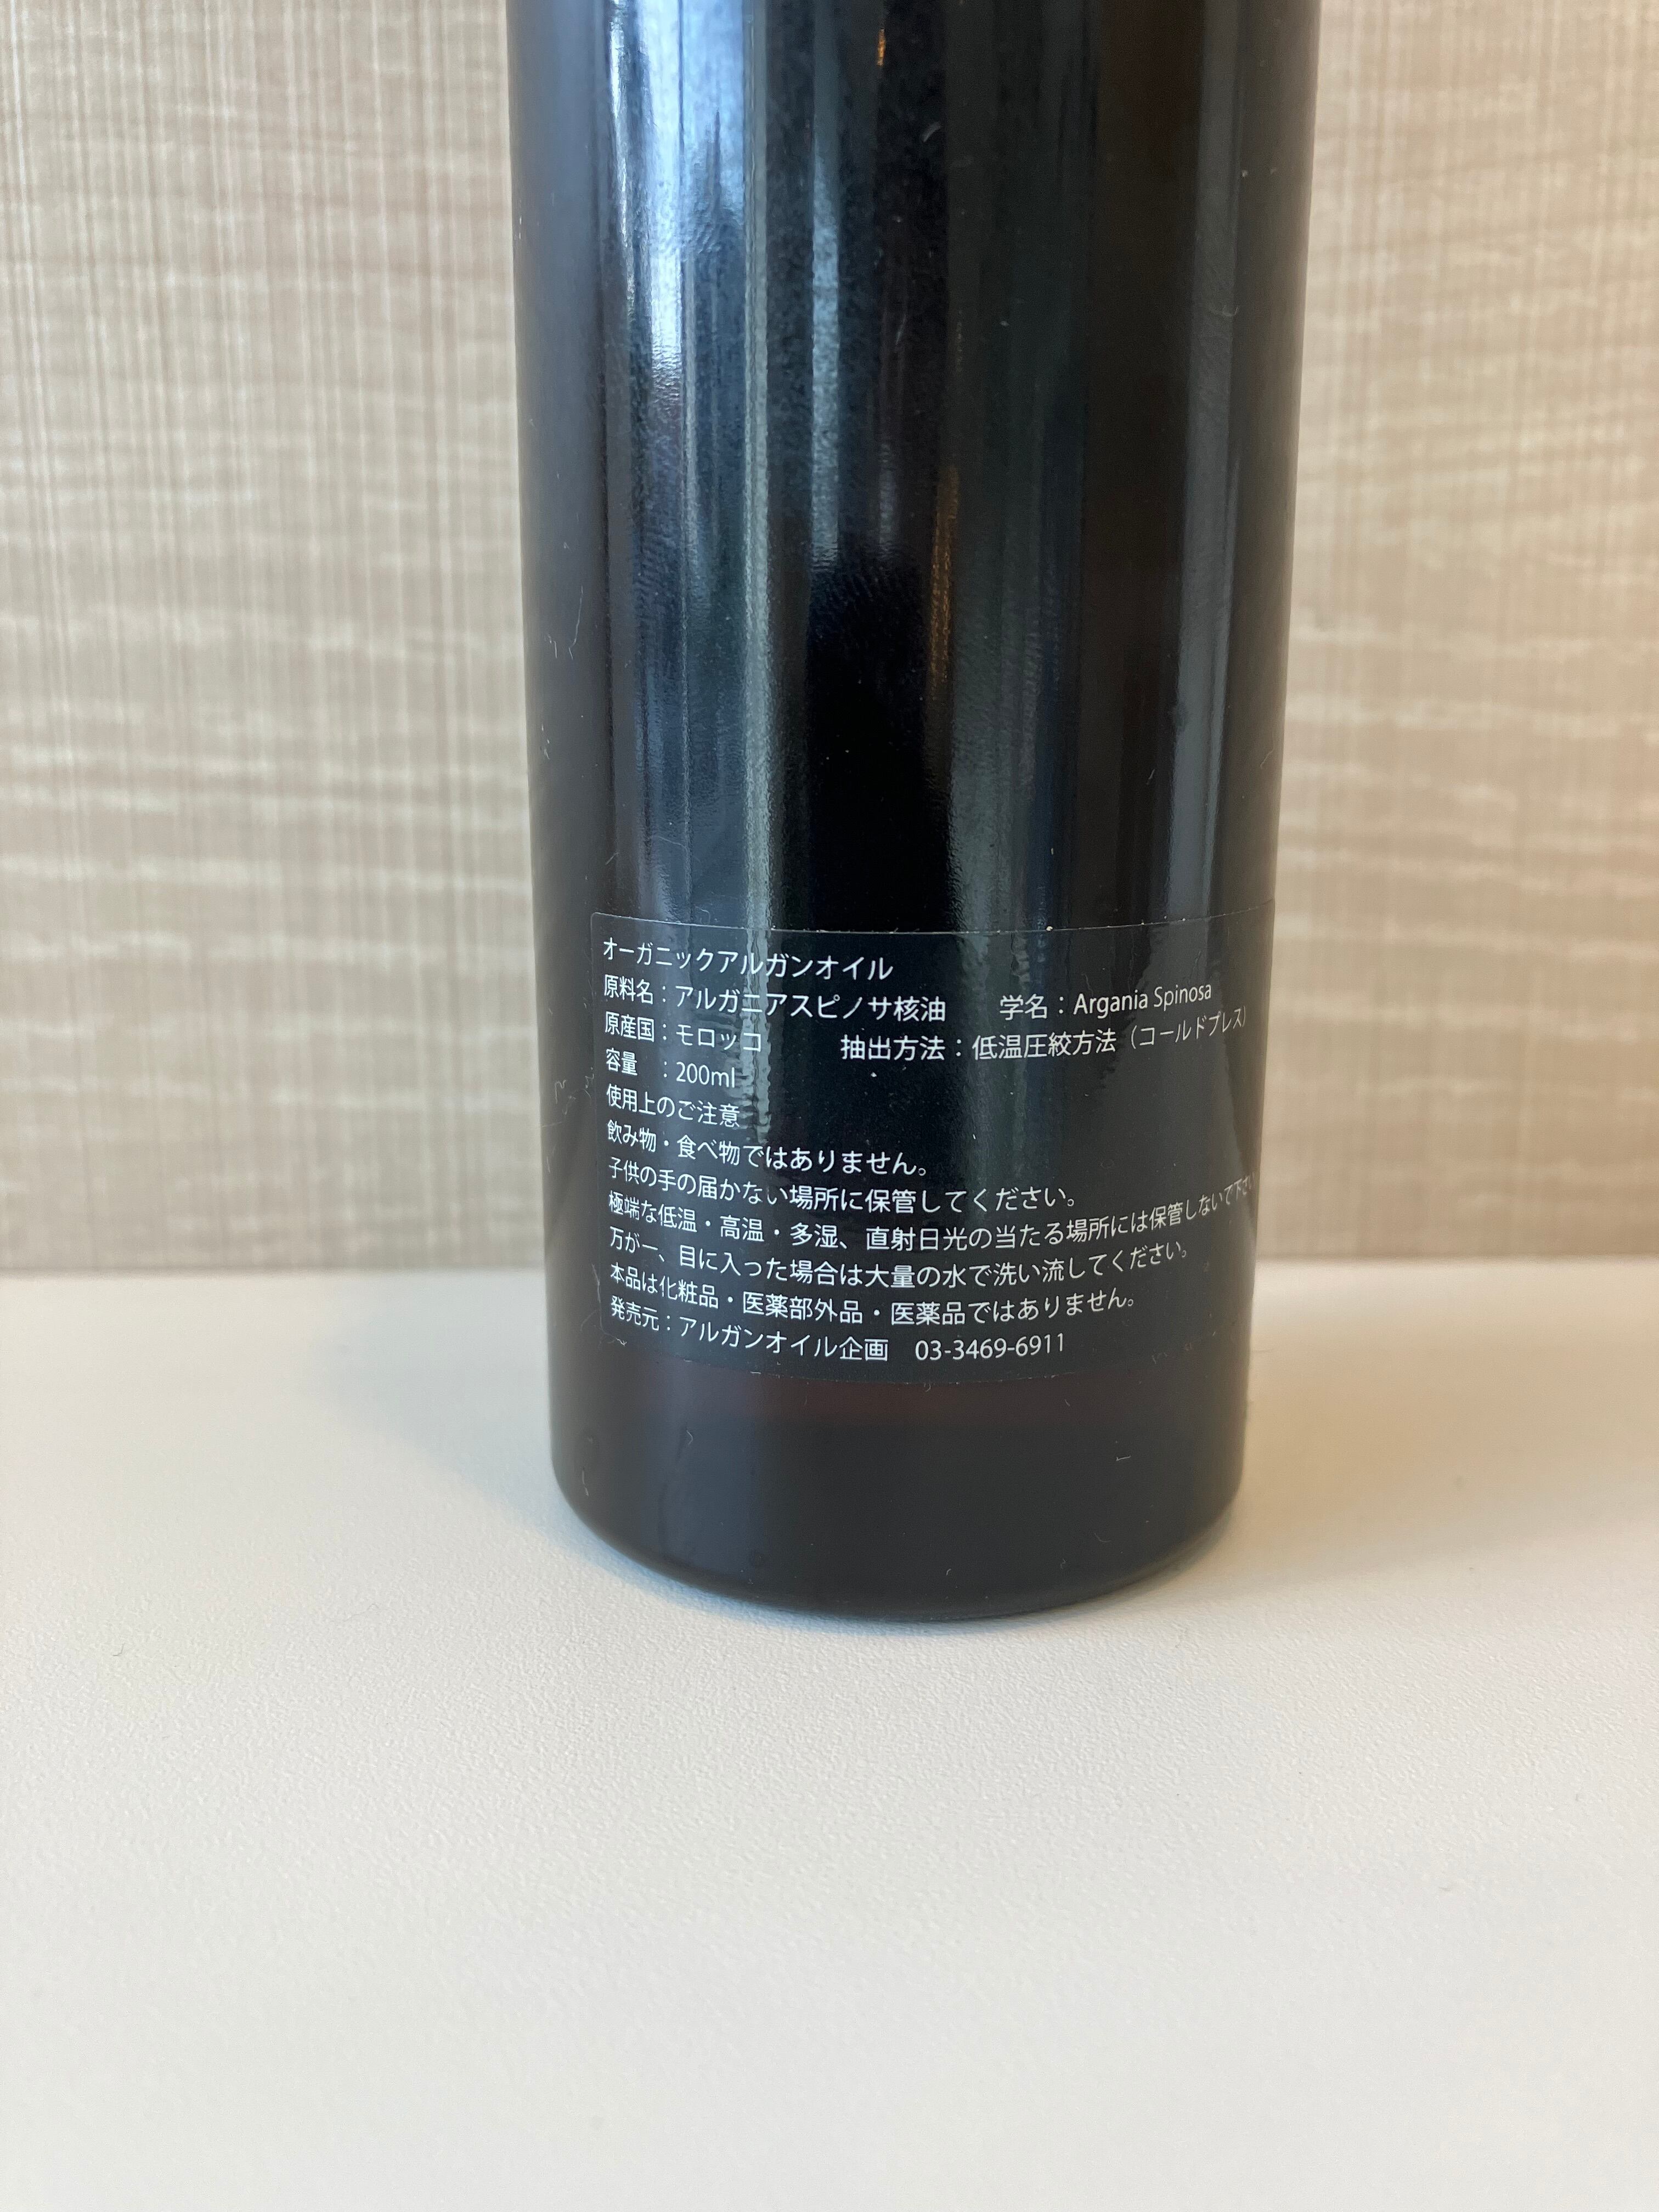 オーガニックアルガンオイル
原料名：アルガニアスピノサ核油　学名：Argania Spinosa
原産国：モロッコ　抽出方法：低温圧絞方法（コールドプレス）
容量　：200ml
使用上のご注意
飲み物・食べ物ではありません。
子供の手の届かない場所に保管してください。
極端な低温・高温・多湿、直射日光の当たる場所には保管しないで下さい
万が一、目に入った場合は大量の水で洗い流してください。
本品は化粧品・医薬部外品・医薬品ではありません。
発売元：アルガンオイル企画　03-3469-6911